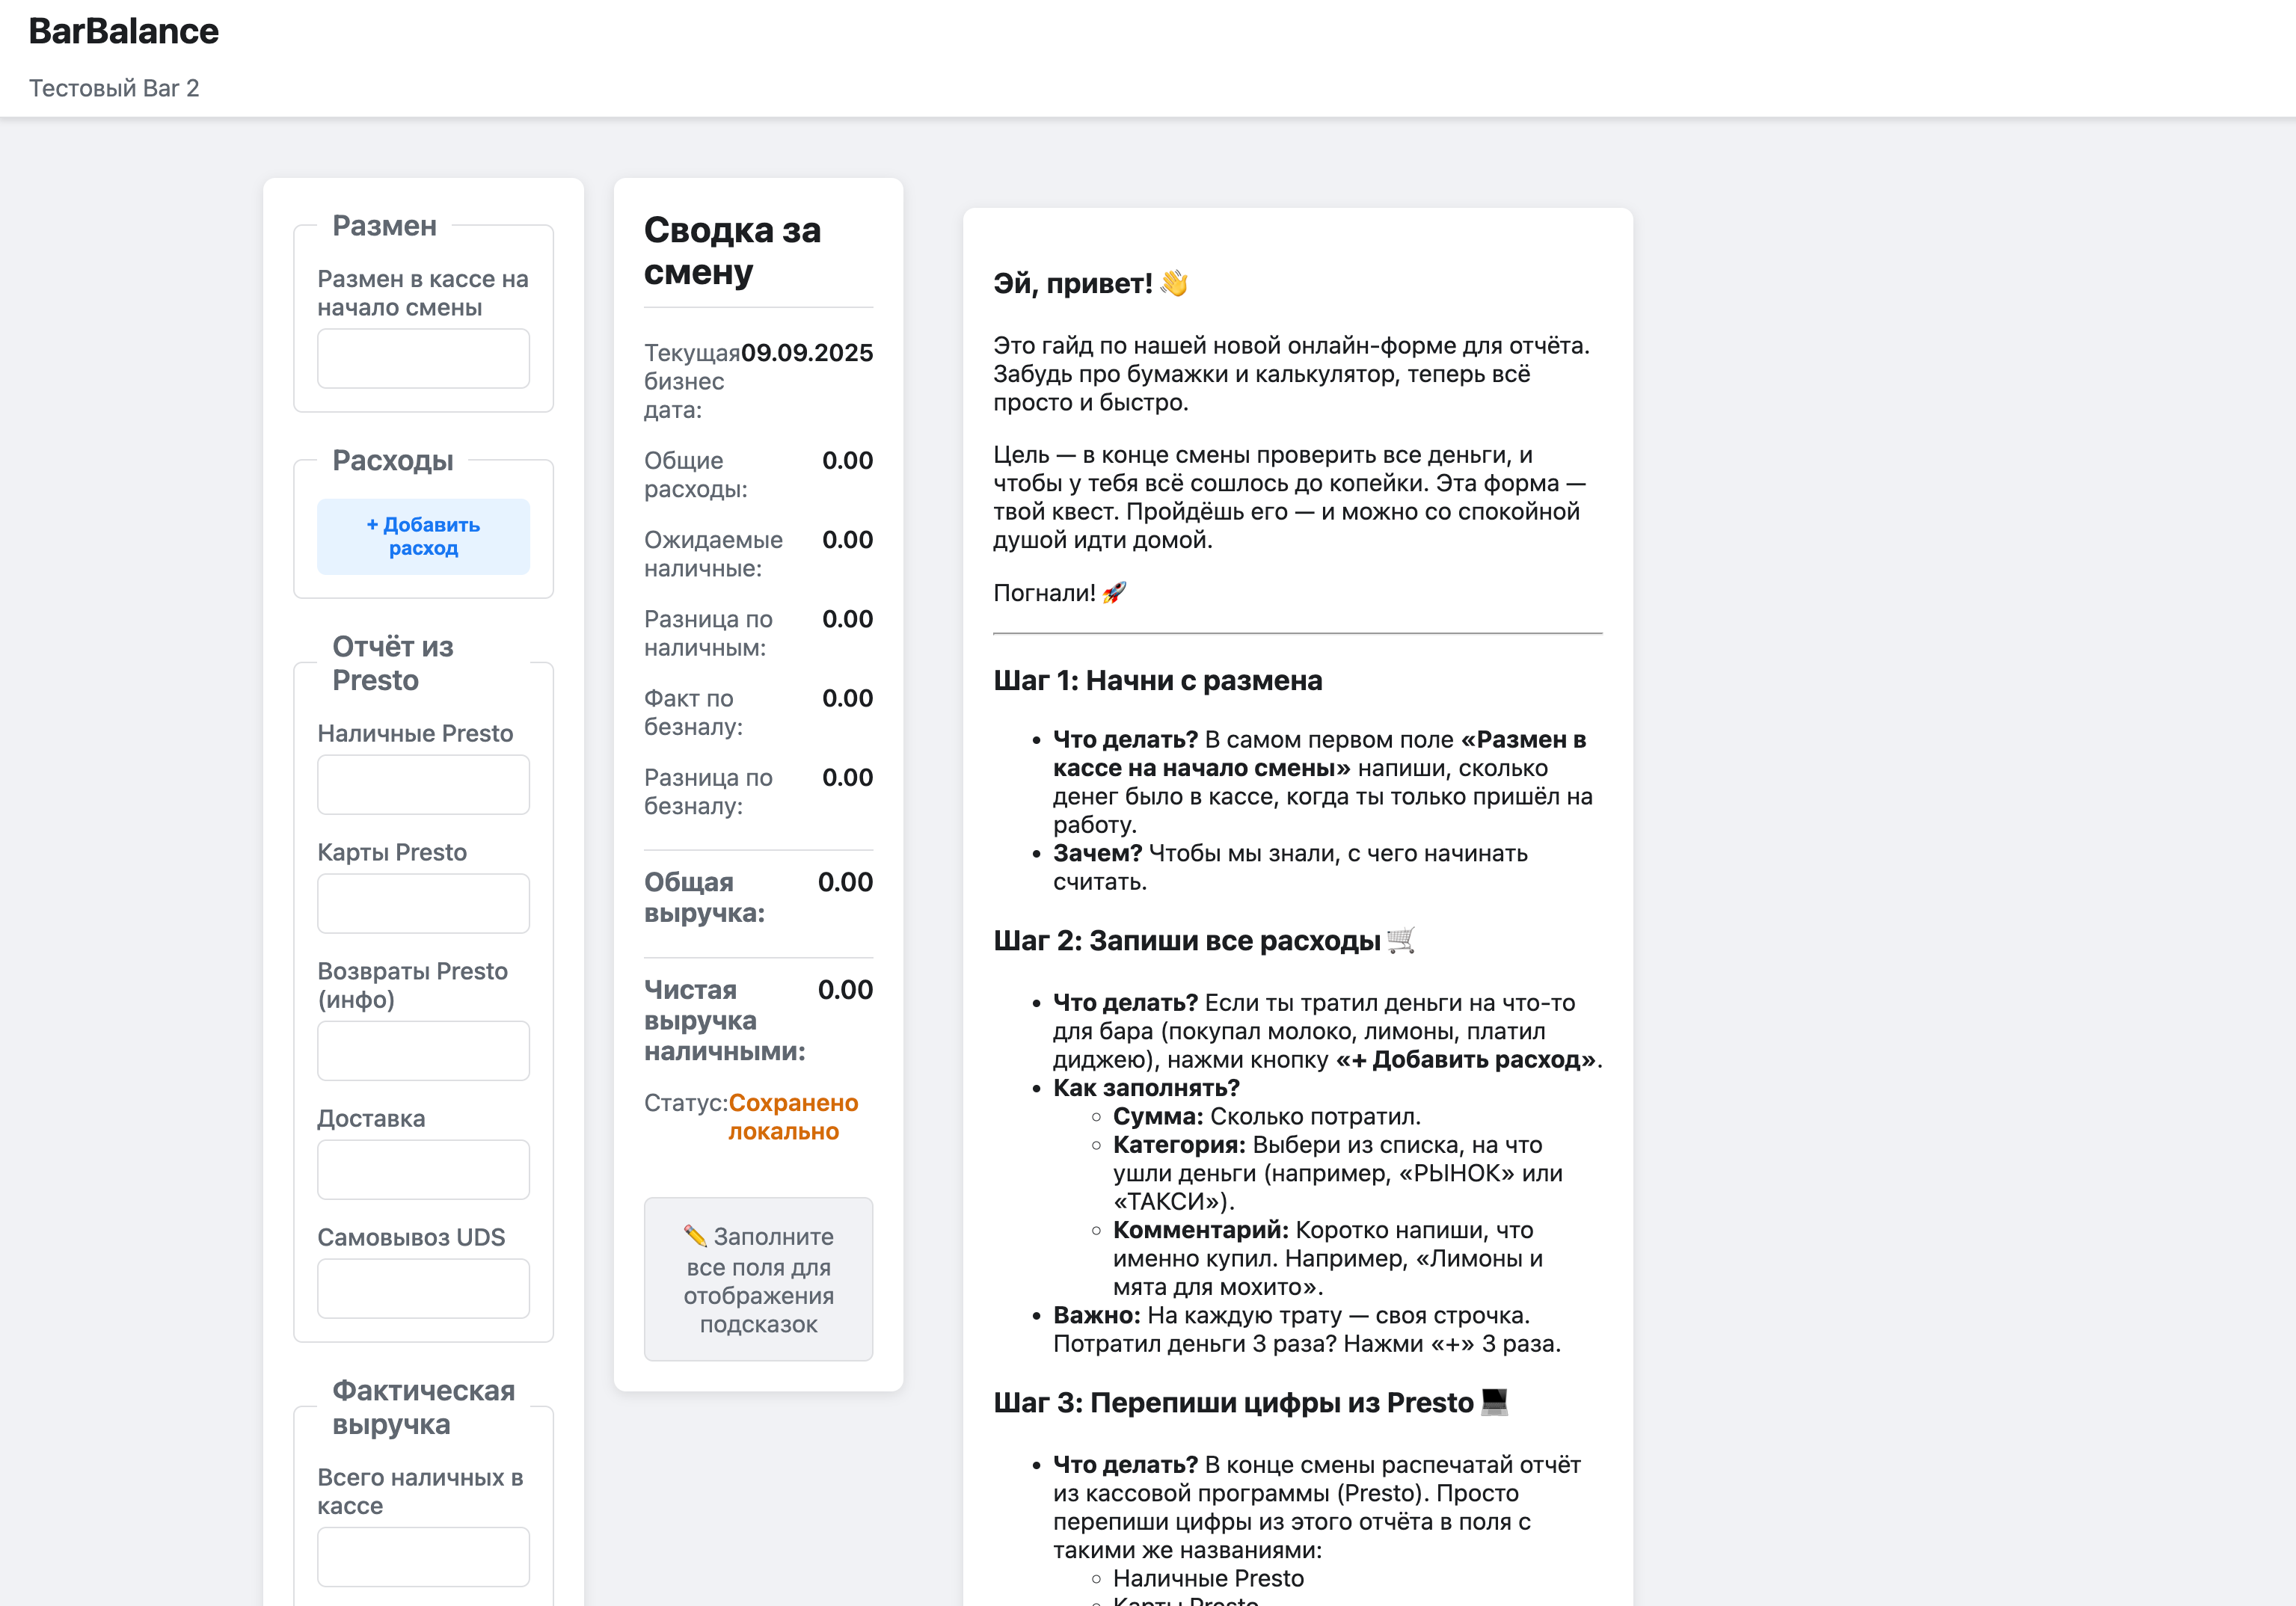 BarBalance
Тестовый Bar 2
Размен
Размен в кассе на
начало смены
Расходы
+ Добавить
расход
Отчёт из
Presto
Наличные Presto
Карты Presto
Возвраты Presto
(инфо)
Доставка
Самовывоз UDS
Фактическая
выручка
Всего наличных в
кассе
Сводка за
смену
Текущая 09.09.2025
бизнес
дата:
Общие 0.00
расходы:
Ожидаемые 0.00
наличные:
Разница по 0.00
наличным:
Факт по 0.00
безналу:
Разница по 0.00
безналу:
Общая 0.00
выручка:
Чистая 0.00
выручка
наличными:
Статус: Сохранено
локально
✏️ Заполните
все поля для
отображения
подсказок
Эй, привет! 👋
Это гайд по нашей новой онлайн-форме для отчёта.
Забудь про бумажки и калькулятор, теперь всё
просто и быстро.
Цель — в конце смены проверить все деньги, и
чтобы у тебя всё сошлось до копейки. Эта форма —
твой квест. Пройдёшь его — и можно со спокойной
душой идти домой.
Погнали! 🚀
Шаг 1: Начни с размена
• Что делать? В самом первом поле «Размен в
кассе на начало смены» напиши, сколько
денег было в кассе, когда ты только пришёл на
работу.
• Зачем? Чтобы мы знали, с чего начинать
считать.
Шаг 2: Запиши все расходы 🛒
• Что делать? Если ты тратил деньги на что-то
для бара (покупал молоко, лимоны, платил
диджею), нажми кнопку «+ Добавить расход».
• Как заполнять?
◦ Сумма: Сколько потратил.
◦ Категория: Выбери из списка, на что
ушли деньги (например, «РЫНОК» или
«ТАКСИ»).
◦ Комментарий: Коротко напиши, что
именно купил. Например, «Лимоны и
мята для мохито».
• Важно: На каждую трату — своя строчка.
Потратил деньги 3 раза? Нажми «+» 3 раза.
Шаг 3: Перепиши цифры из Presto 💻
• Что делать? В конце смены распечатай отчёт
из кассовой программы (Presto). Просто
перепиши цифры из этого отчёта в поля с
такими же названиями:
◦ Наличные Presto
◦ Карты Presto